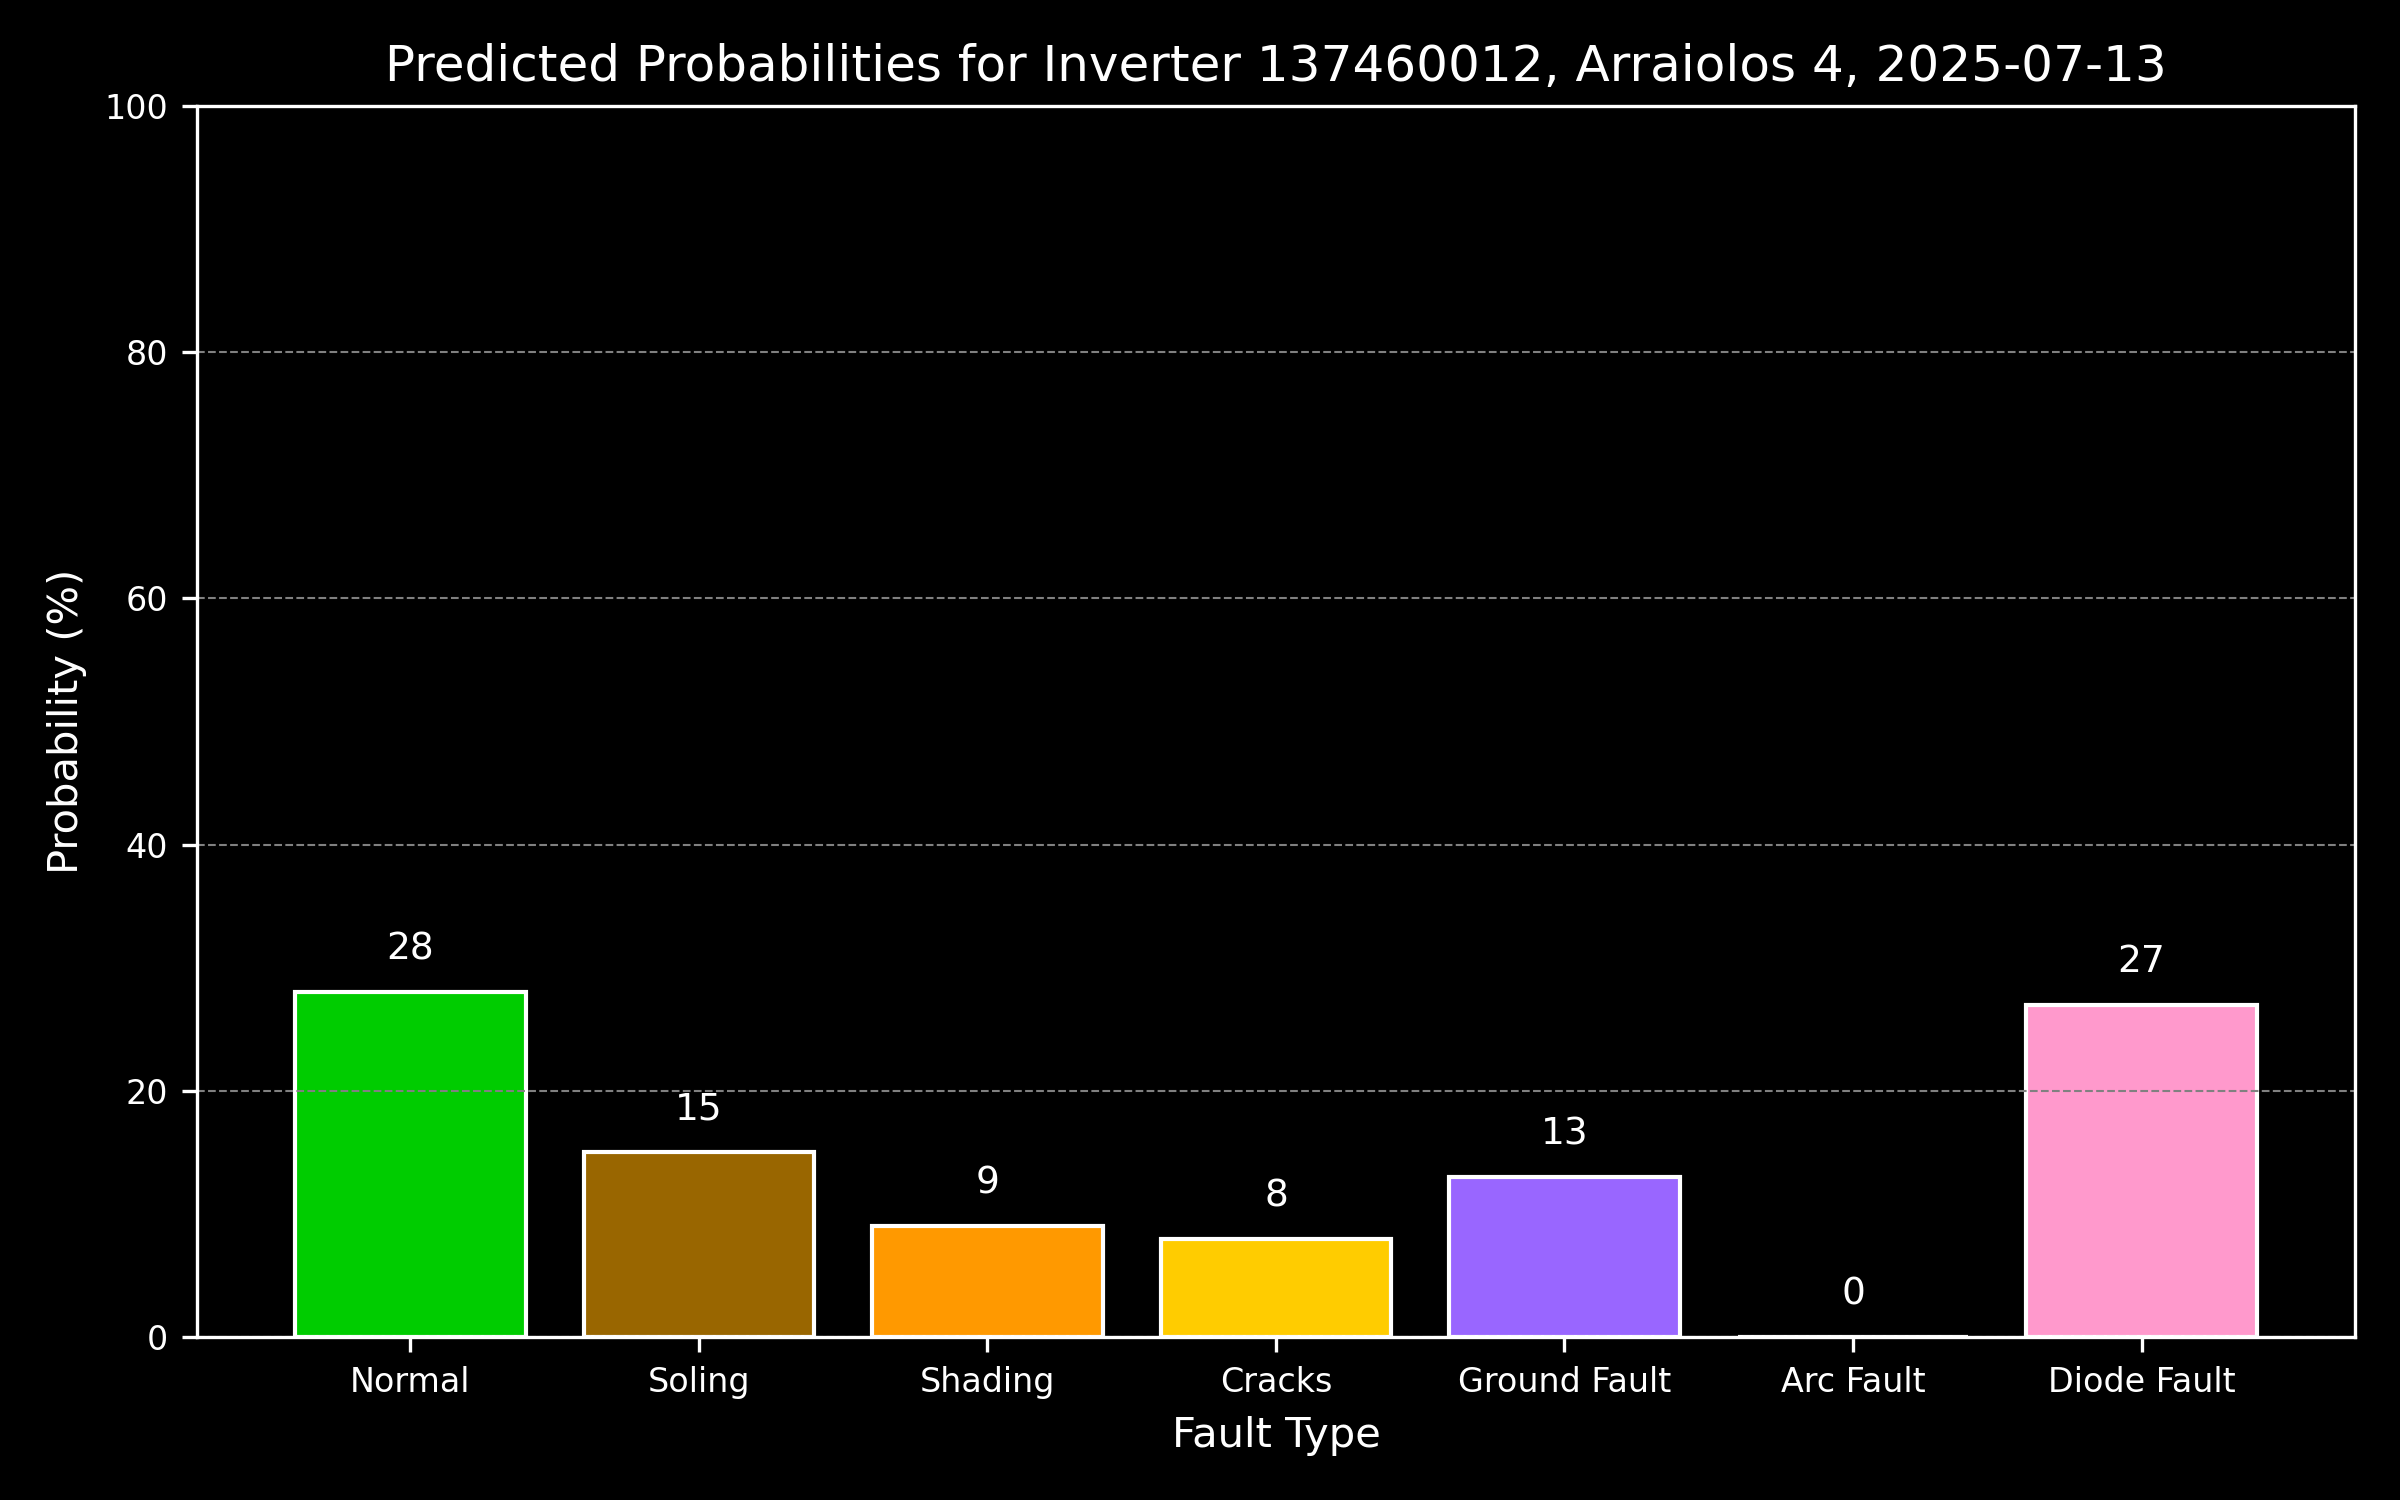 Predicted Probabilities for Inverter 137460012, Arraiolos 4, 2025-07-13
Probability (%)
100
80
60
40
20
0
28
15
9
8
13
0
27
Normal
Soling
Shading
Cracks
Ground Fault
Arc Fault
Diode Fault
Fault Type